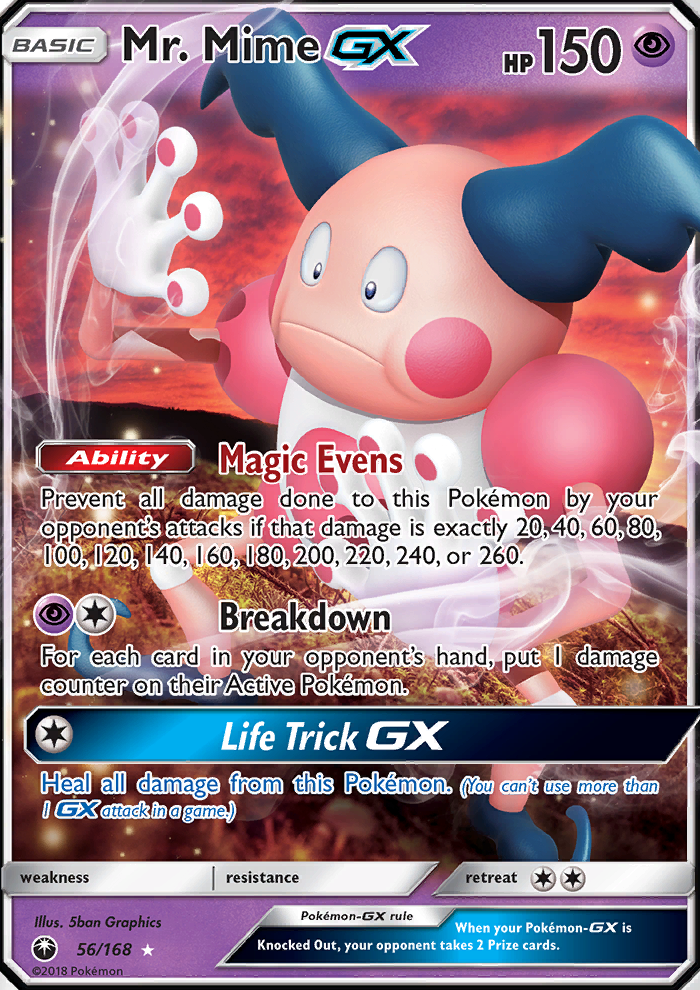 BASIC Mr. Mime GX HP 150
Ability Magic Evens
Prevent all damage done to this Pokémon by your
opponent's attacks if that damage is exactly 20, 40, 60, 80,
100, 120, 140, 160, 180, 200, 220, 240, or 260.
Breakdown
For each card in your opponent's hand, put 1 damage
counter on their Active Pokémon.
Life Trick GX
Heal all damage from this Pokémon. (You can't use more than
1 GX attack in a game.)
weakness resistance retreat
Illus. 5ban Graphics
56/168
©2018 Pokémon
Pokémon-GX rule
When your Pokémon-GX is
Knocked Out, your opponent takes 2 Prize cards.